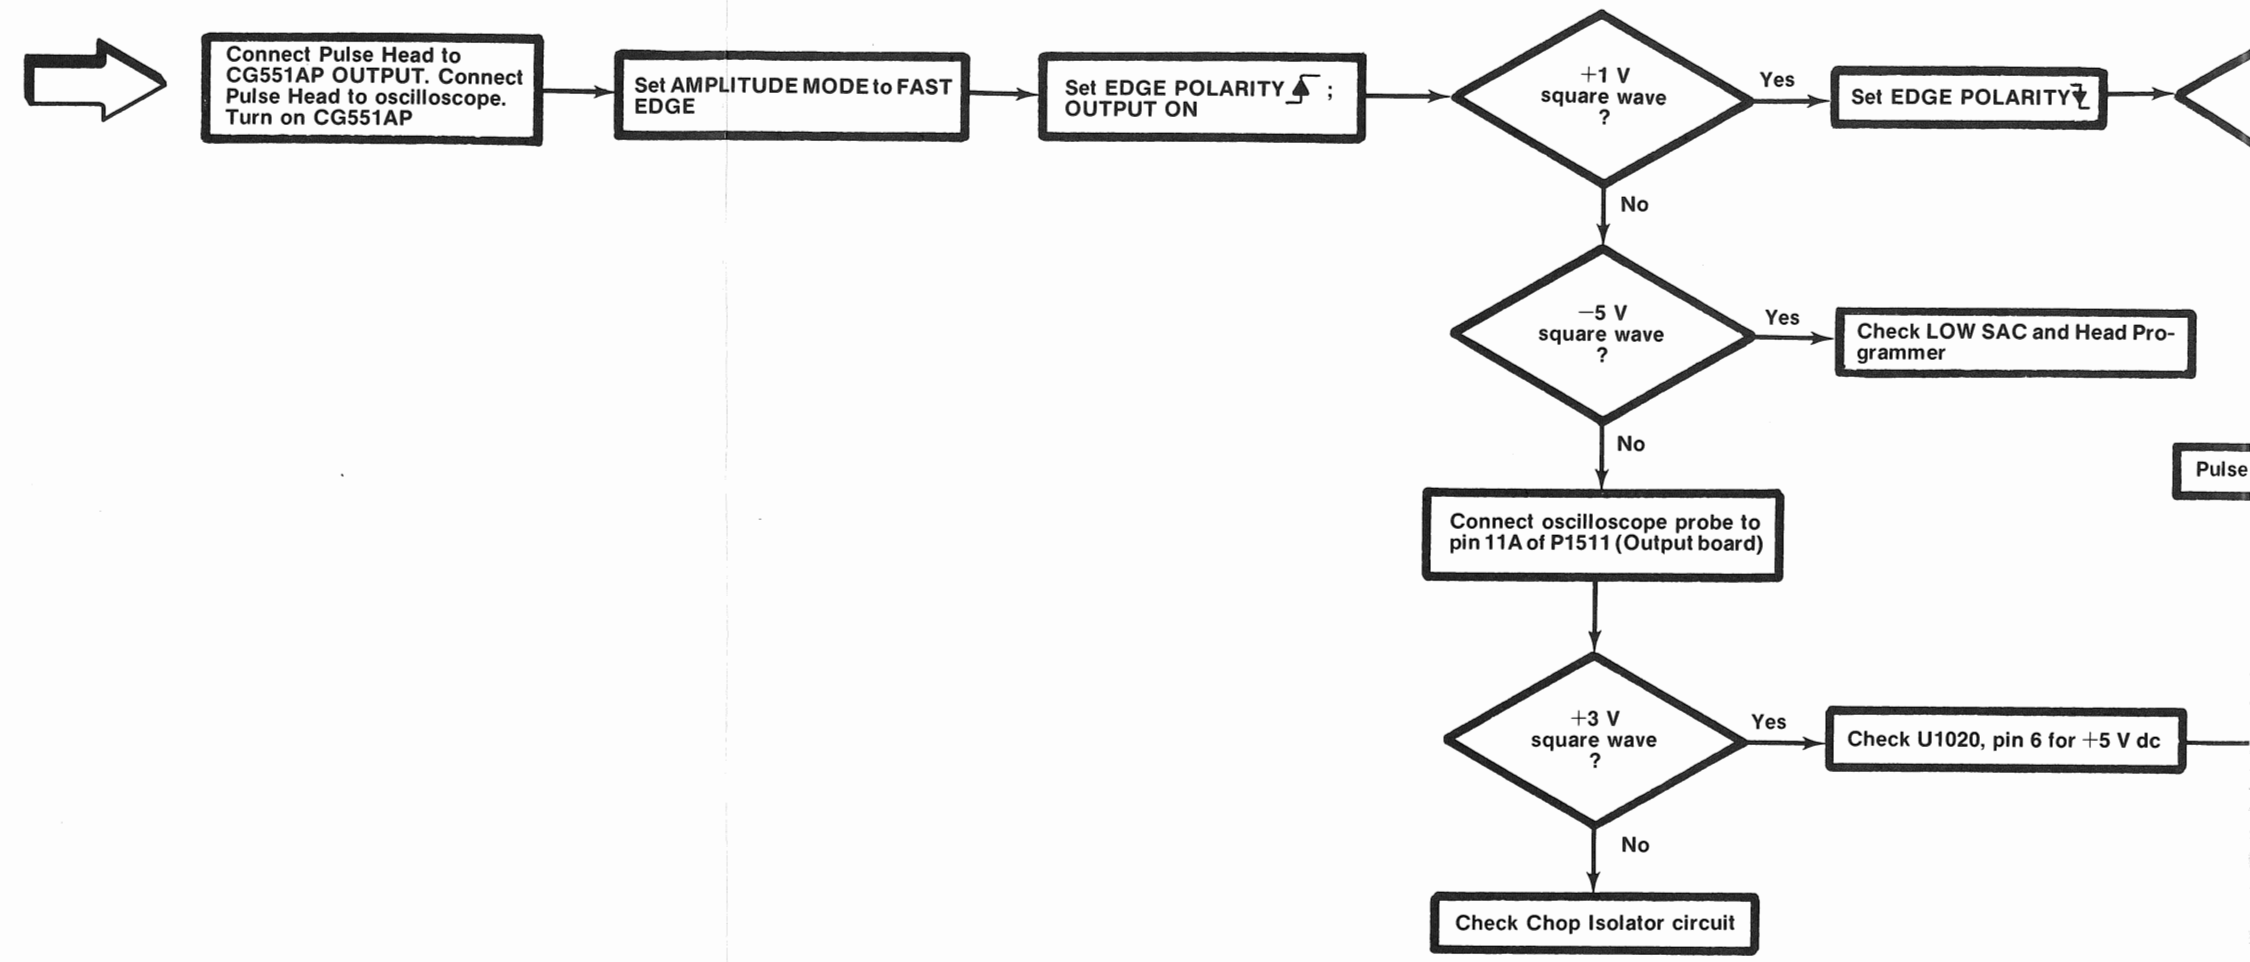 Connect Pulse Head to
CG551AP OUTPUT. Connect
Pulse Head to oscilloscope.
Turn on CG551AP
Set AMPLITUDE MODE to FAST
EDGE
Set EDGE POLARITY ;
OUTPUT ON
+1 V
square wave
?
Yes
Set EDGE POLARITY
No
−5 V
square wave
?
Yes
Check LOW SAC and Head Pro-
grammer
No
Pulse
Connect oscilloscope probe to
pin 11A of P1511 (Output board)
+3 V
square wave
?
Yes
Check U1020, pin 6 for +5 V dc
No
Check Chop Isolator circuit